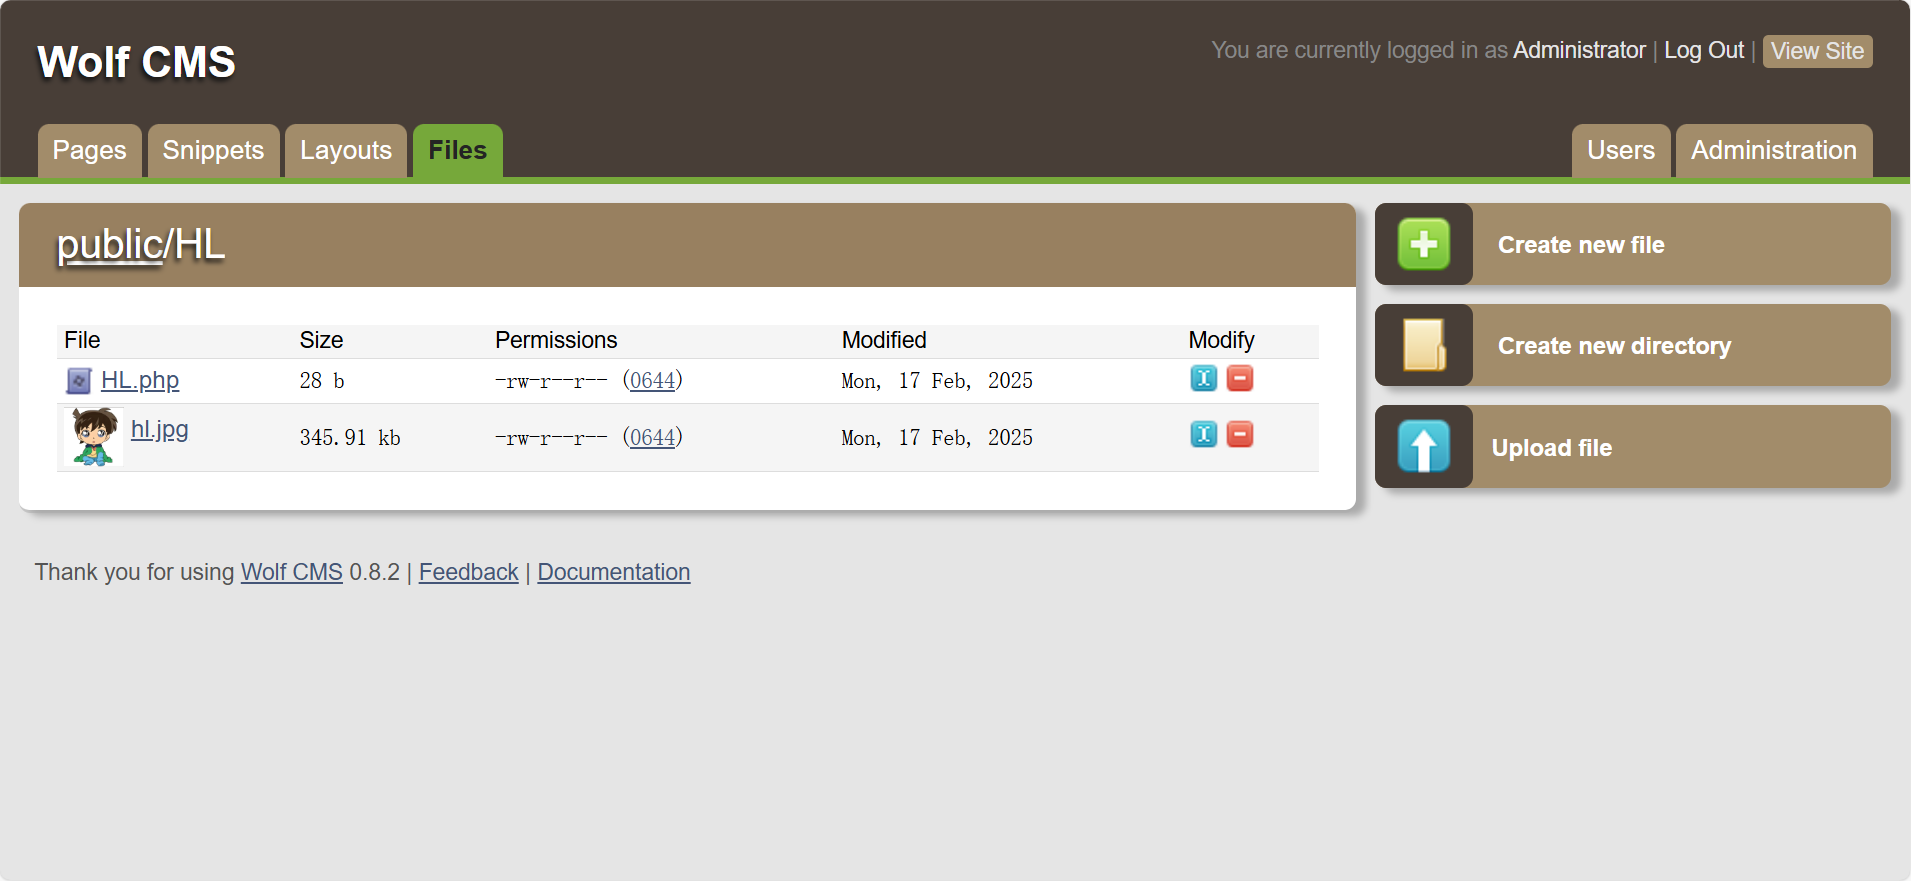 Wolf CMS
You are currently logged in as Administrator | Log Out | View Site
Pages Snippets Layouts Files Users Administration
public/HL
File Size Permissions Modified Modify
HL.php 28 b -rw-r--r-- (0644) Mon, 17 Feb, 2025
hl.jpg 345.91 kb -rw-r--r-- (0644) Mon, 17 Feb, 2025
Create new file
Create new directory
Upload file
Thank you for using Wolf CMS 0.8.2 | Feedback | Documentation